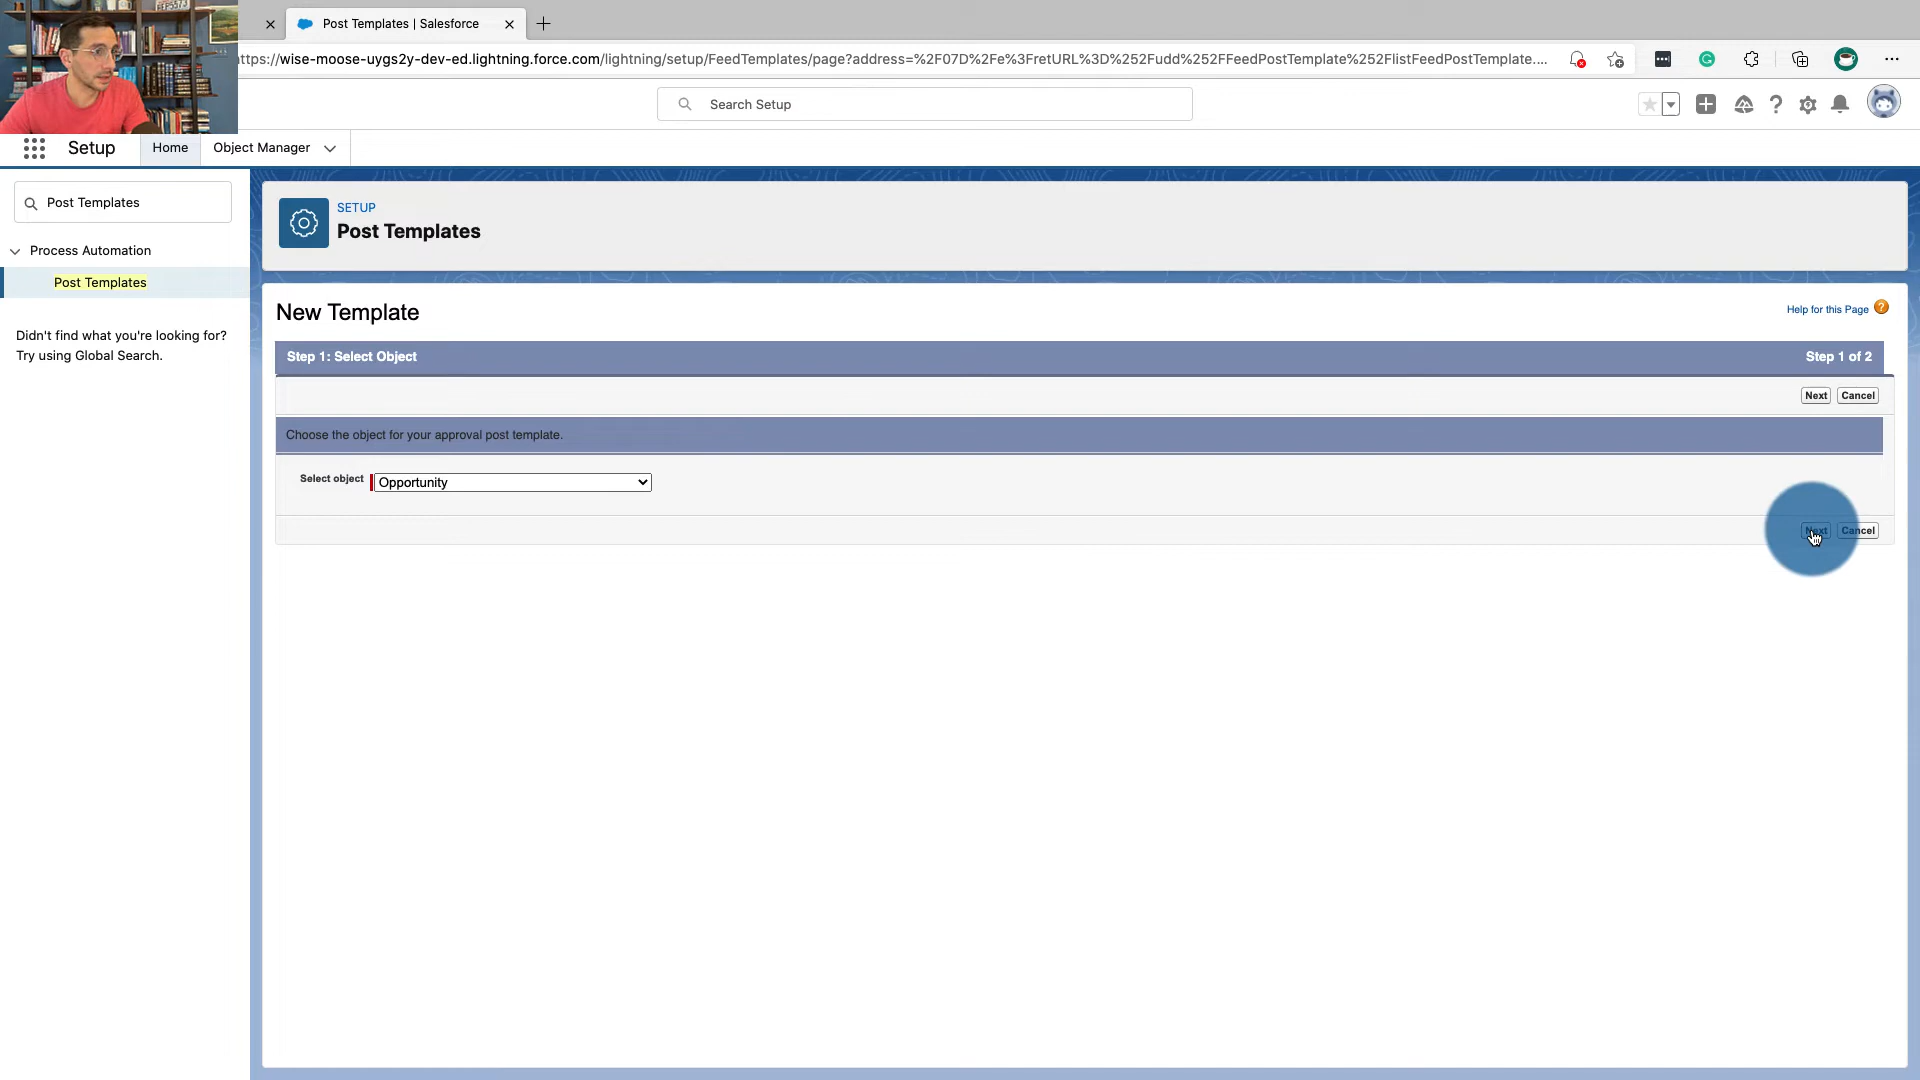 Post Templates | Salesforce
ttps://wise-moose-uygs2y-dev-ed.lightning.force.com/lightning/setup/FeedTemplates/page?address=%2F07D%2Fe%3FretURL%3D%252Fudd%252FFeedPostTemplate%252FlistFeedPostTemplate....
Search Setup
Setup
Home
Object Manager
Post Templates
Process Automation
Post Templates
Didn't find what you're looking for?
Try using Global Search.
SETUP
Post Templates
New Template
Help for this Page
Step 1: Select Object
Step 1 of 2
Next
Cancel
Choose the object for your approval post template.
Select object
Opportunity
Next
Cancel